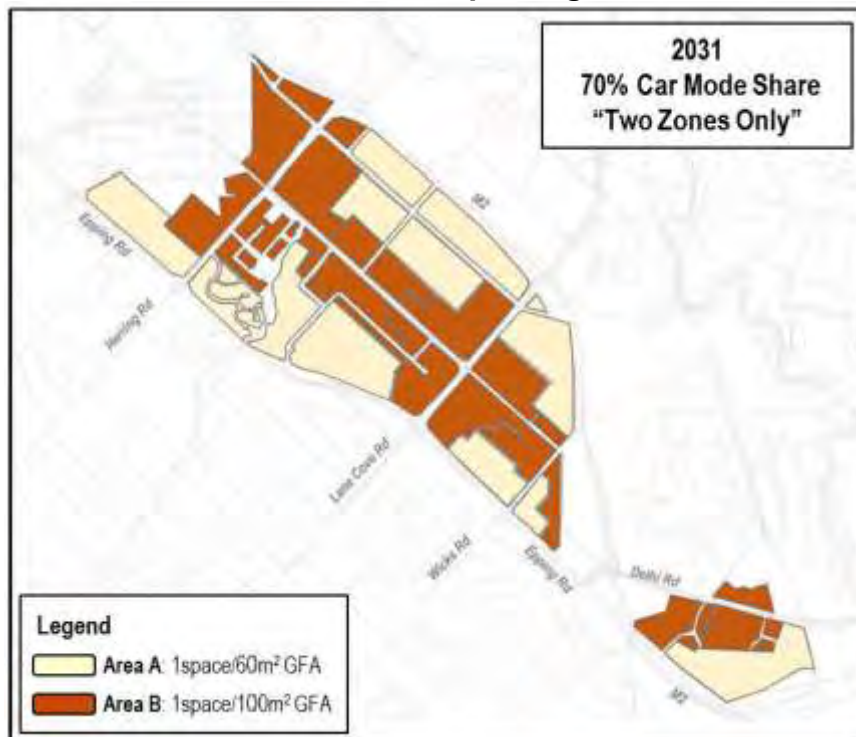 2031
70% Car Mode Share
“Two Zones Only”
M2
Epping Rd
Herring Rd
Lane Cove Rd
Wicks Rd
Epping Rd
Delhi Rd
M2
Legend
Area A: 1space/60m² GFA
Area B: 1space/100m² GFA